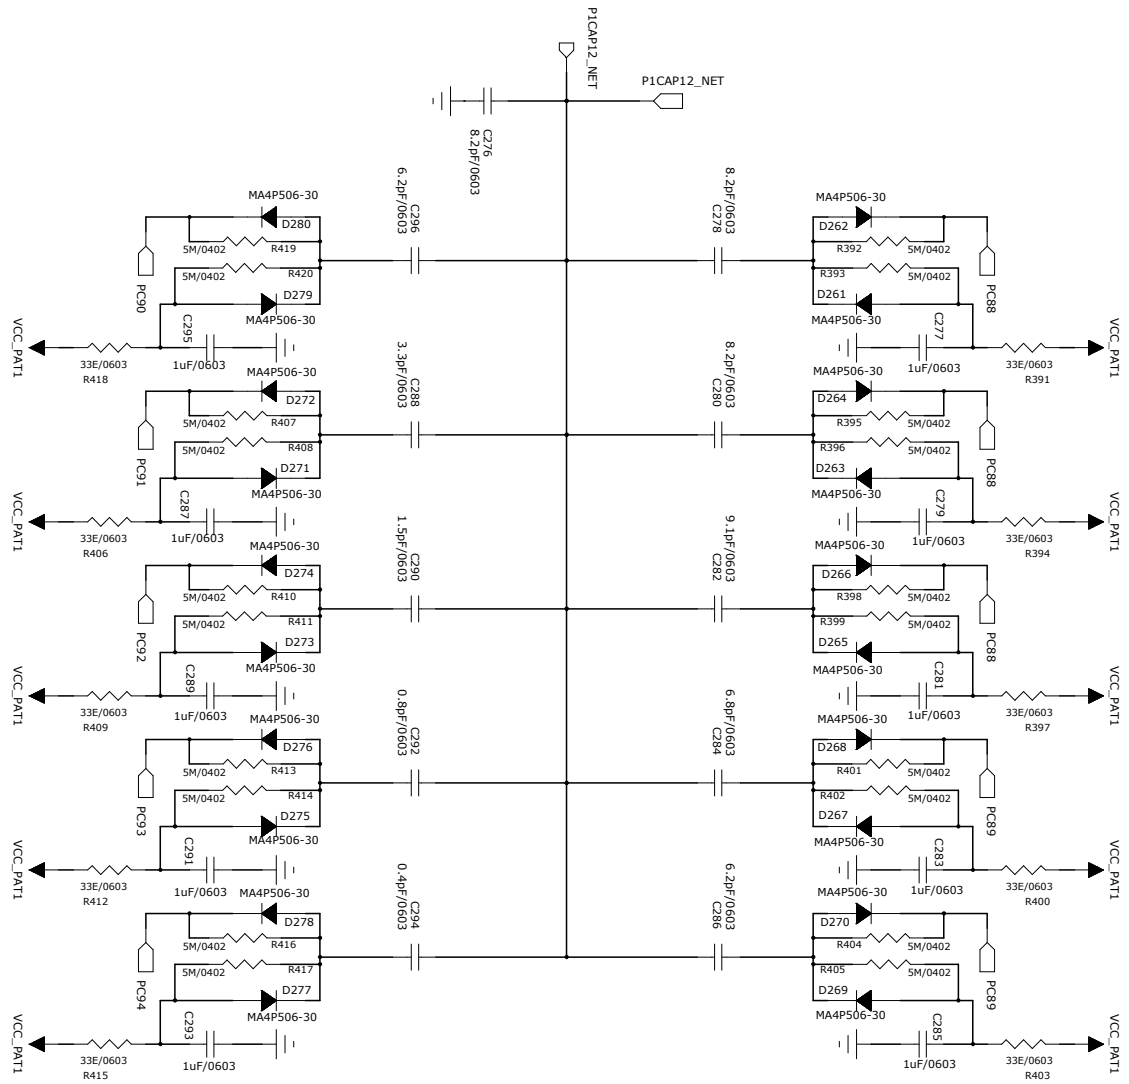 P1CAP12_NET
P1CAP12_NET
C276
8.2pF/0603
MA4P506-30
D280
R419
5M/0402
R420
5M/0402
D279
MA4P506-30
PC90
C296
6.2pF/0603
C295
1uF/0603
VCC_PAT1
33E/0603
R418
C278
8.2pF/0603
MA4P506-30
D262
R392
5M/0402
R393
5M/0402
D261
MA4P506-30
PC88
C277
1uF/0603
33E/0603
R391
VCC_PAT1
MA4P506-30
D272
R407
5M/0402
R408
5M/0402
D271
MA4P506-30
PC91
C288
3.3pF/0603
C287
1uF/0603
VCC_PAT1
33E/0603
R406
C280
8.2pF/0603
MA4P506-30
D264
R395
5M/0402
R396
5M/0402
D263
MA4P506-30
PC88
C279
1uF/0603
33E/0603
R394
VCC_PAT1
MA4P506-30
D274
R410
5M/0402
R411
5M/0402
D273
MA4P506-30
PC92
C290
1.5pF/0603
C289
1uF/0603
VCC_PAT1
33E/0603
R409
C282
9.1pF/0603
MA4P506-30
D266
R398
5M/0402
R399
5M/0402
D265
MA4P506-30
PC88
C281
1uF/0603
33E/0603
R397
VCC_PAT1
MA4P506-30
D276
R413
5M/0402
R414
5M/0402
D275
MA4P506-30
PC93
C292
0.8pF/0603
C291
1uF/0603
VCC_PAT1
33E/0603
R412
C284
6.8pF/0603
MA4P506-30
D268
R401
5M/0402
R402
5M/0402
D267
MA4P506-30
PC89
C283
1uF/0603
33E/0603
R400
VCC_PAT1
MA4P506-30
D278
R416
5M/0402
R417
5M/0402
D277
MA4P506-30
PC94
C294
0.4pF/0603
C293
1uF/0603
VCC_PAT1
33E/0603
R415
C286
6.2pF/0603
MA4P506-30
D270
R404
5M/0402
R405
5M/0402
D269
MA4P506-30
PC89
C285
1uF/0603
33E/0603
R403
VCC_PAT1